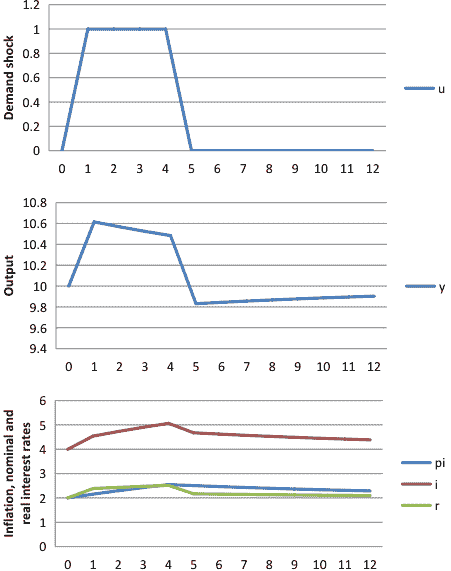 Demand shock
1.2
1
0.8
0.6
0.4
0.2
0
0 1 2 3 4 5 6 7 8 9 10 11 12
u
Output
10.8
10.6
10.4
10.2
10
9.8
9.6
9.4
0 1 2 3 4 5 6 7 8 9 10 11 12
y
Inflation, nominal and
real interest rates
6
5
4
3
2
1
0
0 1 2 3 4 5 6 7 8 9 10 11 12
pi
i
r